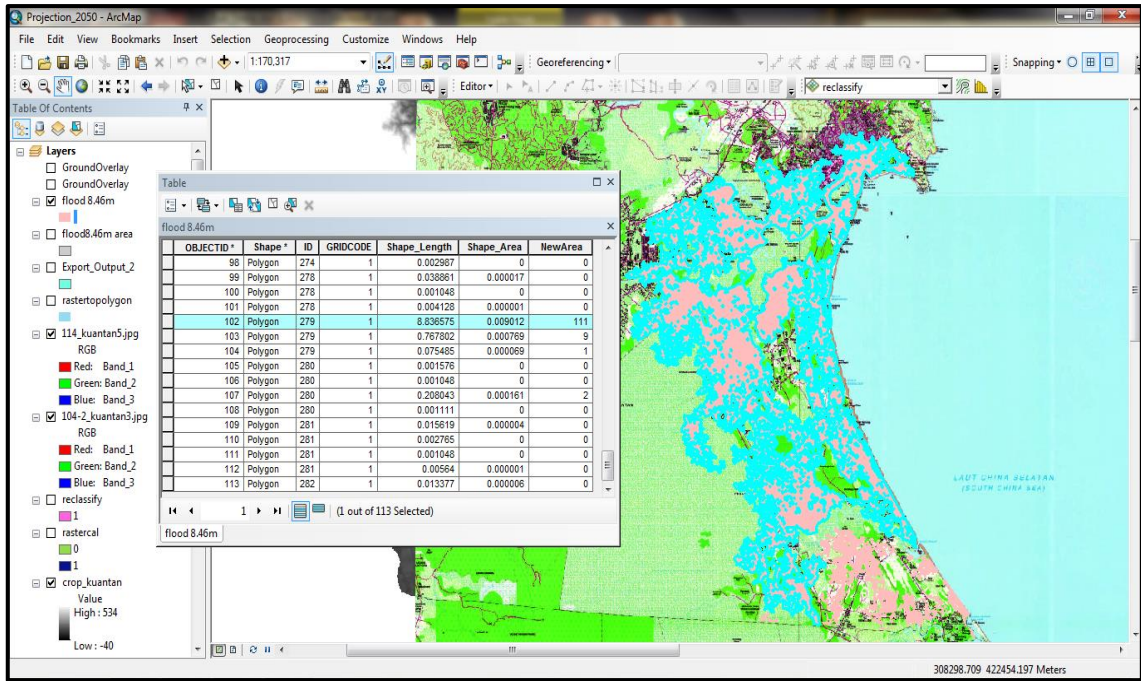 Projection_2050 - ArcMap
File Edit View Bookmarks Insert Selection Geoprocessing Customize Windows Help
1:170,317 Georeferencing Snapping
Editor reclassify
Table Of Contents
Layers
GroundOverlay
GroundOverlay
flood 8.46m
flood8.46m area
Export_Output_2
rastertopolygon
114_kuantan5.jpg
RGB
Red: Band_1
Green: Band_2
Blue: Band_3
104-2_kuantan3.jpg
RGB
Red: Band_1
Green: Band_2
Blue: Band_3
reclassify
1
rastercal
0
1
crop_kuantan
Value
High : 534
Low : -40
Table
flood 8.46m
OBJECTID * Shape * ID GRIDCODE Shape_Length Shape_Area NewArea
98 Polygon 274 1 0.002987 0 0
99 Polygon 278 1 0.038861 0.000017 0
100 Polygon 278 1 0.001048 0 0
101 Polygon 278 1 0.004128 0.000001 0
102 Polygon 279 1 8.836575 0.009012 111
103 Polygon 279 1 0.767802 0.000769 9
104 Polygon 279 1 0.075485 0.000069 1
105 Polygon 280 1 0.001576 0 0
106 Polygon 280 1 0.001048 0 0
107 Polygon 280 1 0.208043 0.000161 2
108 Polygon 280 1 0.001111 0 0
109 Polygon 281 1 0.015619 0.000004 0
110 Polygon 281 1 0.002765 0 0
111 Polygon 281 1 0.001048 0 0
112 Polygon 281 1 0.00564 0.000001 0
113 Polygon 282 1 0.013377 0.000006 0
1 (1 out of 113 Selected)
flood 8.46m
LAUT CHINA SELATAN
(SOUTH CHINA SEA)
308298.709 422454.197 Meters